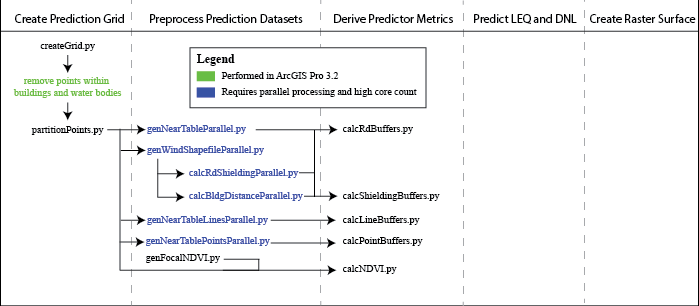 Create Prediction Grid
Preprocess Prediction Datasets
Derive Predictor Metrics
Predict LEQ and DNL
Create Raster Surface
createGrid.py
remove points within
buildings and water bodies
partitionPoints.py
Legend
Performed in ArcGIS Pro 3.2
Requires parallel processing and high core count
genNearTableParallel.py
genWindShapefileParallel.py
calcRdShieldingParallel.py
calcBldgDistanceParallel.py
genNearTableLinesParallel.py
genNearTablePointsParallel.py
genFocalNDVI.py
calcRdBuffers.py
calcShieldingBuffers.py
calcLineBuffers.py
calcPointBuffers.py
calcNDVI.py